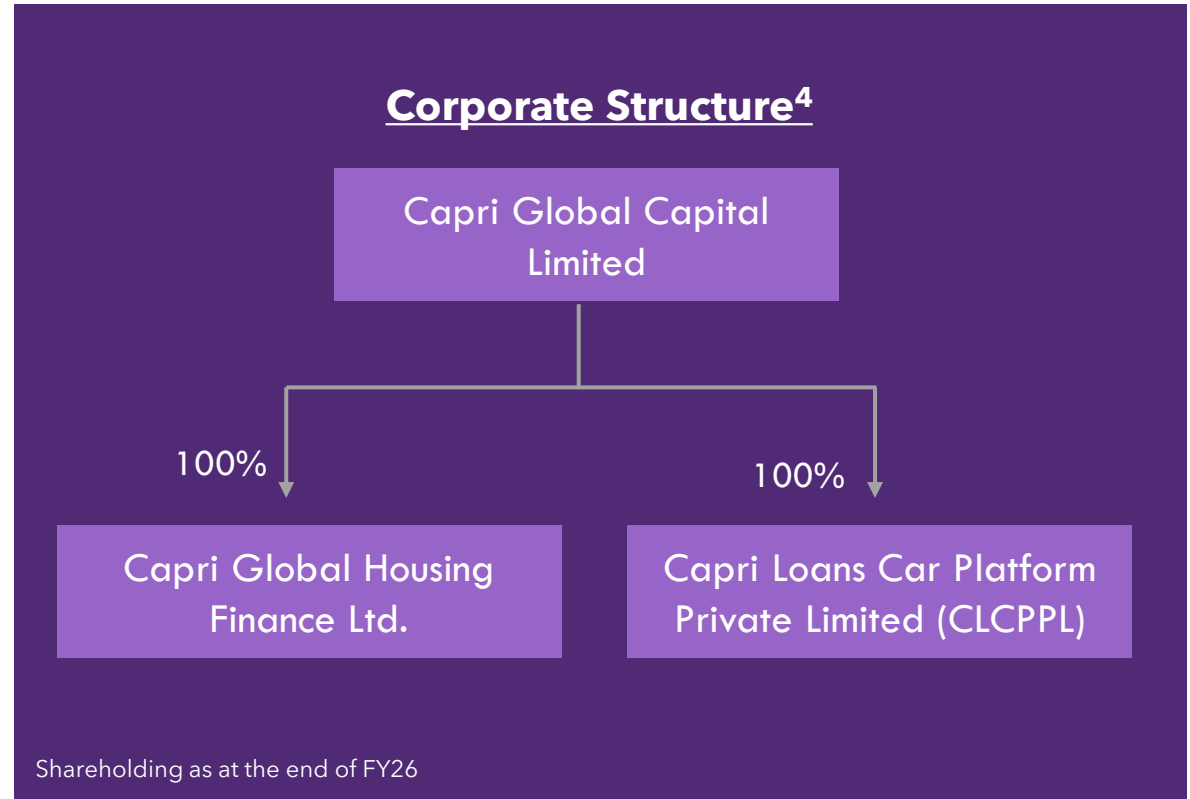 Corporate Structure⁴
Capri Global Capital
Limited
100%
100%
Capri Global Housing
Finance Ltd.
Capri Loans Car Platform
Private Limited (CLCPPL)
Shareholding as at the end of FY26